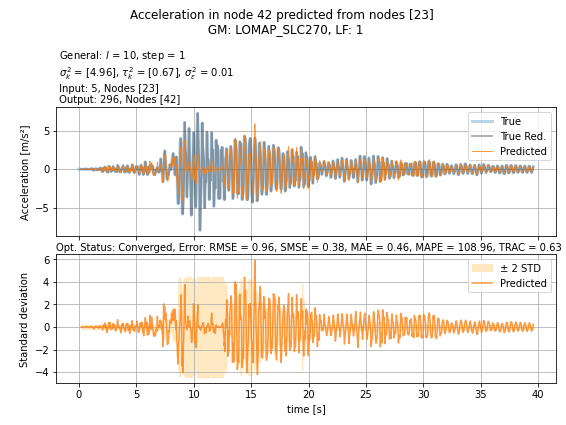 Acceleration in node 42 predicted from nodes [23]
GM: LOMAP_SLC270, LF: 1
General: l = 10, step = 1
σ²ₖ = [4.96], τ²ₖ = [0.67], σ²ε = 0.01
Input: 5, Nodes [23]
Output: 296, Nodes [42]
Acceleration [m/s²]
5
0
−5
True
True Red.
Predicted
Opt. Status: Converged, Error: RMSE = 0.96, SMSE = 0.38, MAE = 0.46, MAPE = 108.96, TRAC = 0.63
Standard deviation
6
4
2
0
−2
−4
± 2 STD
Predicted
0 5 10 15 20 25 30 35 40
time [s]